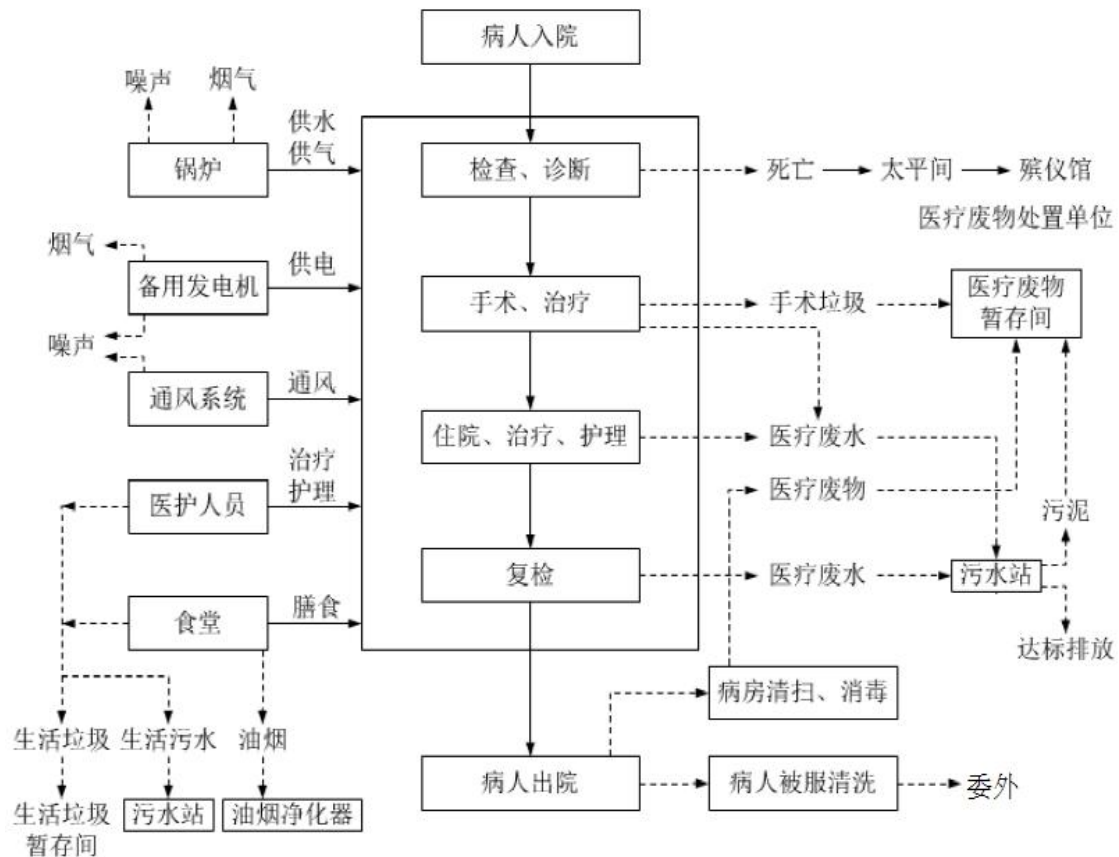 病人入院
噪声
烟气
供水
供气
锅炉
检查、诊断
死亡
太平间
殡仪馆
医疗废物处置单位
烟气
备用发电机
供电
手术、治疗
手术垃圾
医疗废物
暂存间
噪声
通风系统
通风
住院、治疗、护理
医疗废水
治疗
护理
医护人员
医疗废物
污泥
复检
医疗废水
污水站
食堂
膳食
达标排放
病房清扫、消毒
生活垃圾
生活污水
油烟
病人出院
病人被服清洗
委外
生活垃圾
暂存间
污水站
油烟净化器